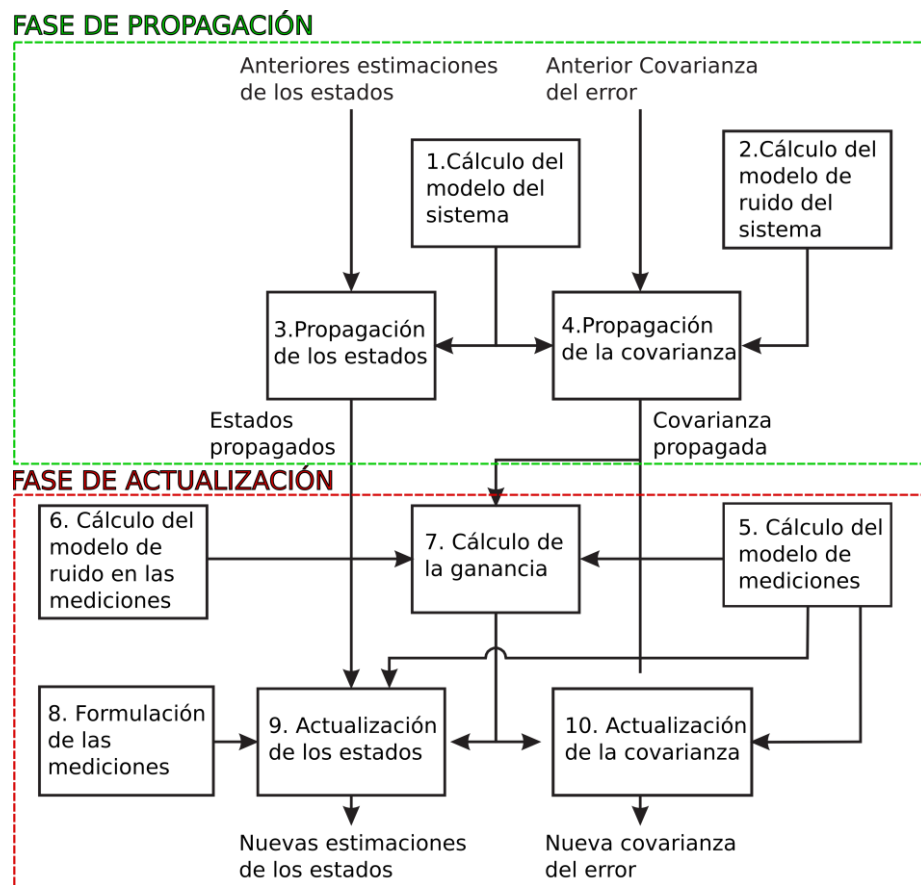 FASE DE PROPAGACIÓN
Anteriores estimaciones
de los estados
Anterior Covarianza
del error
1.Cálculo del
modelo del
sistema
2.Cálculo del
modelo de
ruido del
sistema
3.Propagación
de los estados
4.Propagación
de la covarianza
Estados
propagados
Covarianza
propagada
FASE DE ACTUALIZACIÓN
6. Cálculo del
modelo de
ruido en las
mediciones
7. Cálculo de
la ganancia
5. Cálculo del
modelo de
mediciones
8. Formulación
de las
mediciones
9. Actualización
de los estados
10. Actualización
de la covarianza
Nuevas estimaciones
de los estados
Nueva covarianza
del error